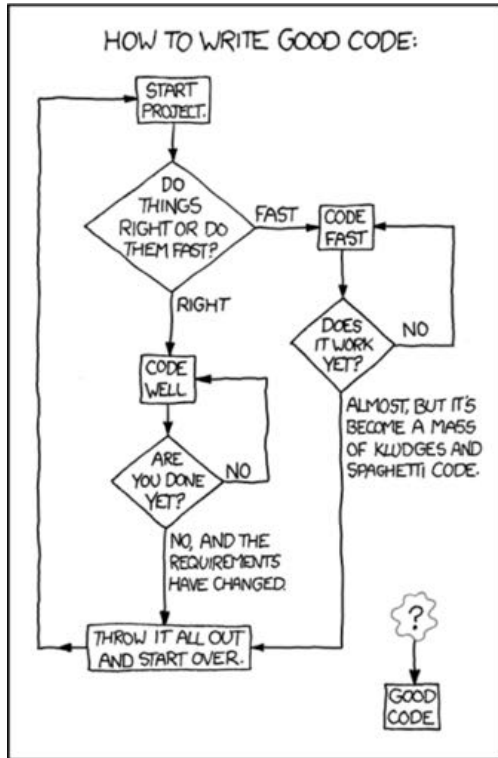 HOW TO WRITE GOOD CODE:
START
PROJECT.
DO
THINGS
RIGHT OR DO
THEM FAST?
FAST
CODE
FAST
RIGHT
DOES
IT WORK
YET?
NO
CODE
WELL
ALMOST, BUT IT'S
BECOME A MASS
OF KLUDGES AND
SPAGHETTI CODE.
ARE
YOU DONE
YET?
NO
NO, AND THE
REQUIREMENTS
HAVE CHANGED.
THROW IT ALL OUT
AND START OVER.
?
GOOD
CODE